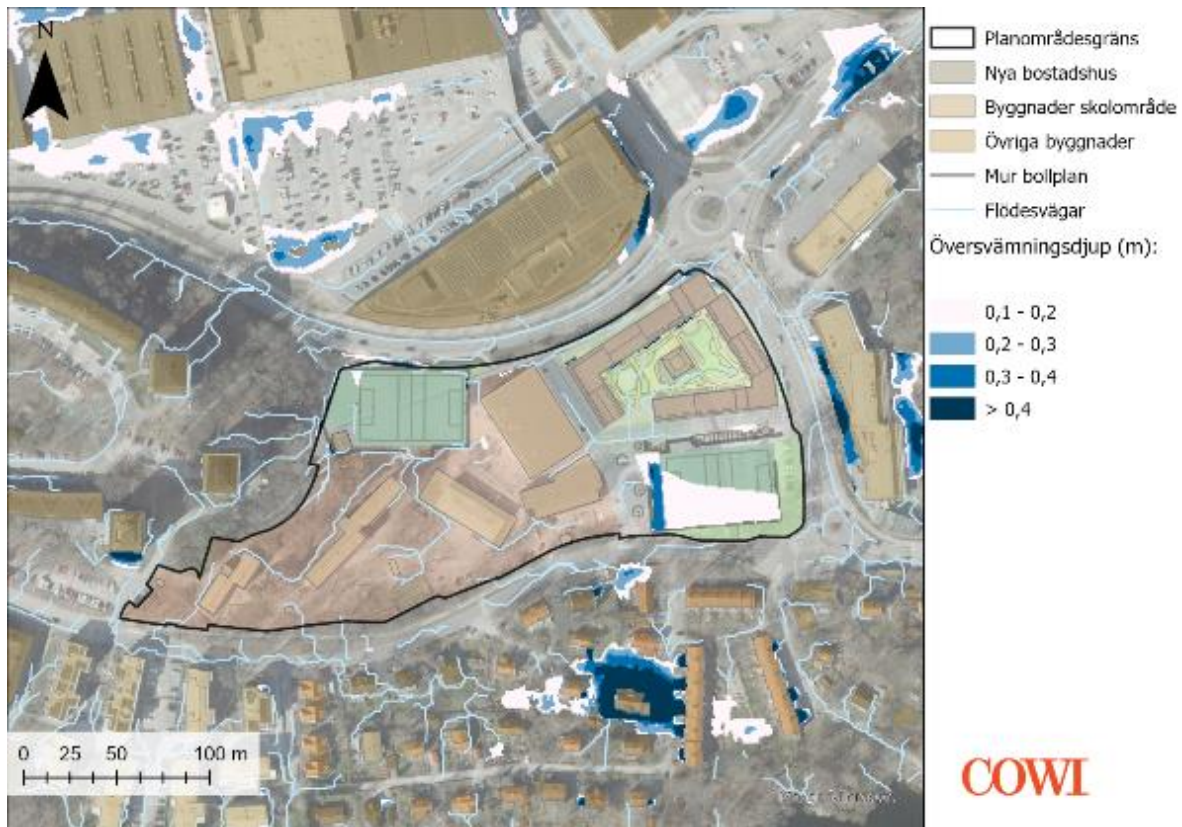 N
Planområdesgräns
Nya bostadshus
Byggnader skolområde
Övriga byggnader
Mur bollplan
Flödesvägar
Översvämningsdjup (m):
0,1 - 0,2
0,2 - 0,3
0,3 - 0,4
> 0,4
0 25 50 100 m
COWI